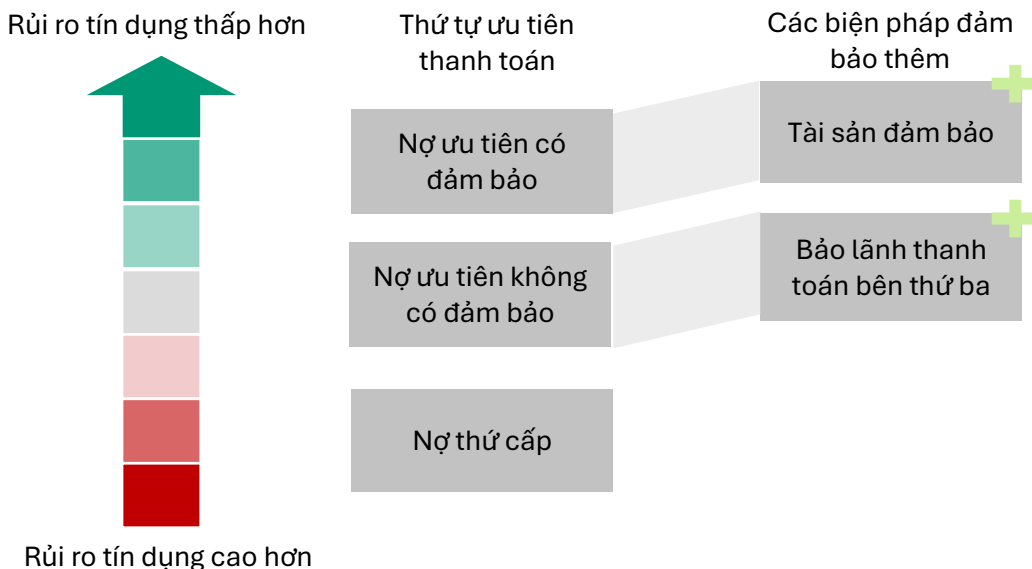 Rủi ro tín dụng thấp hơn
Thứ tự ưu tiên
thanh toán
Các biện pháp đảm
bảo thêm
Nợ ưu tiên có
đảm bảo
Tài sản đảm bảo
Nợ ưu tiên không
có đảm bảo
Bảo lãnh thanh
toán bên thứ ba
Nợ thứ cấp
Rủi ro tín dụng cao hơn